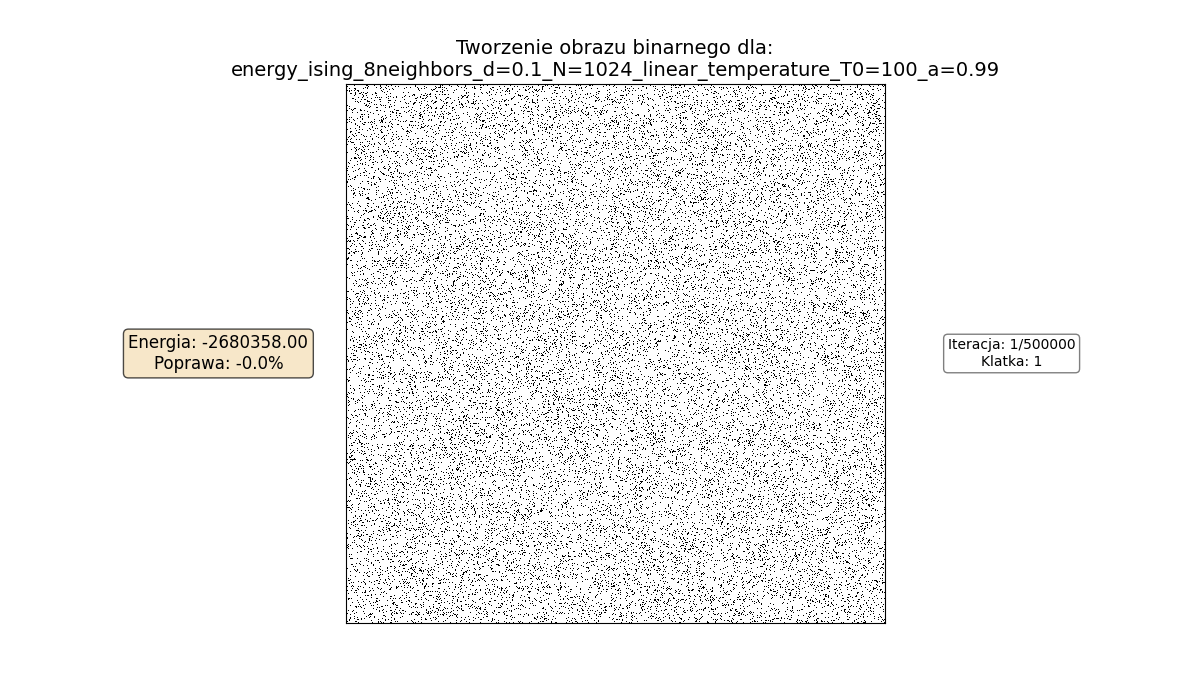 Tworzenie obrazu binarnego dla:
energy_ising_8neighbors_d=0.1_N=1024_linear_temperature_T0=100_a=0.99
Energia: -2680358.00
Poprawa: -0.0%
Iteracja: 1/500000
Klatka: 1